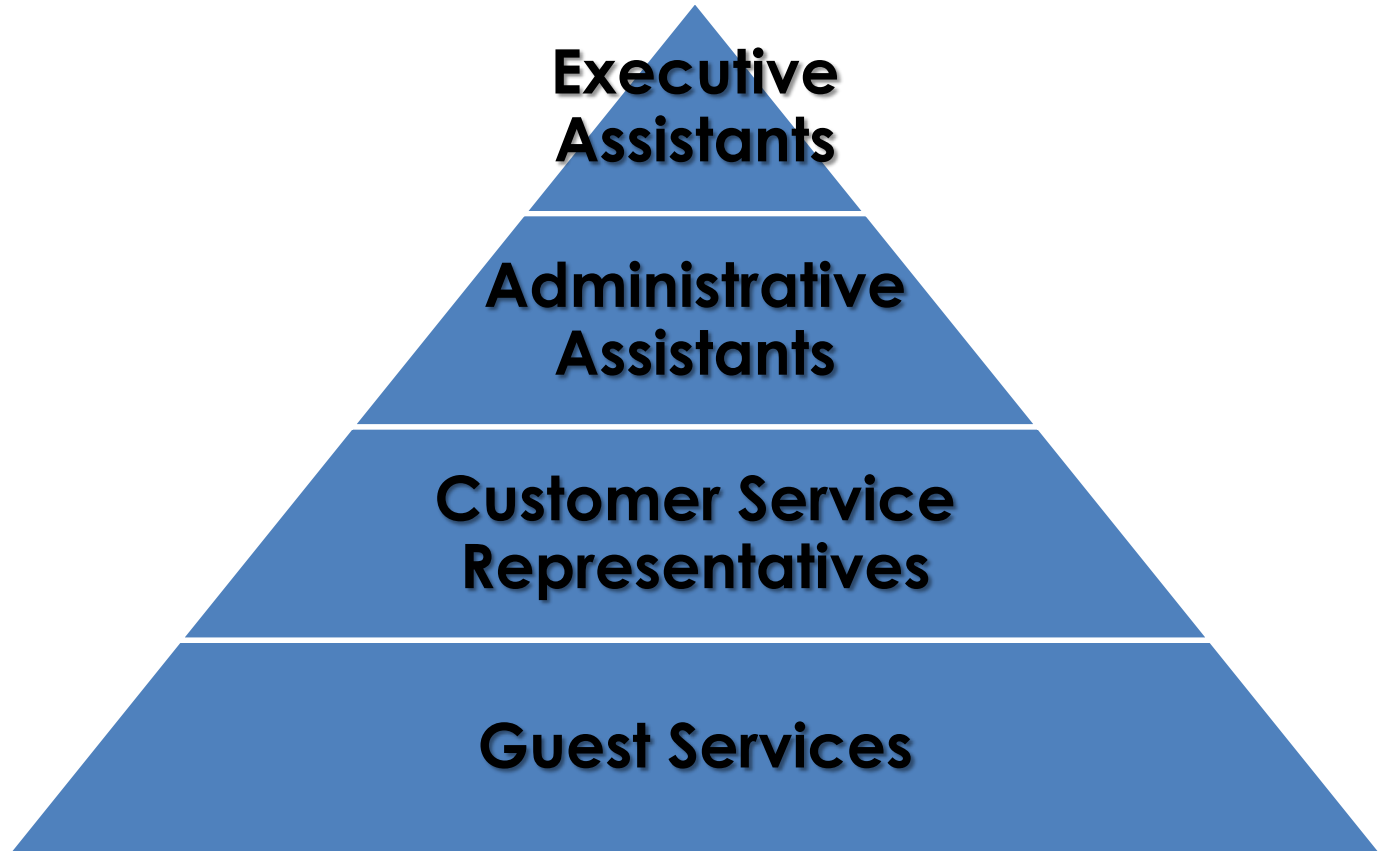 Executive
Assistants
Administrative
Assistants
Customer Service
Representatives
Guest Services